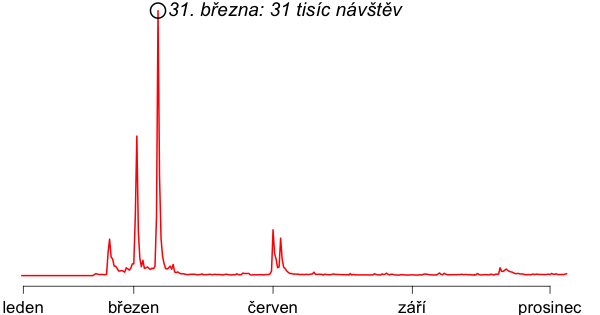 31. března: 31 tisíc návštěv
leden
březen
červen
září
prosinec